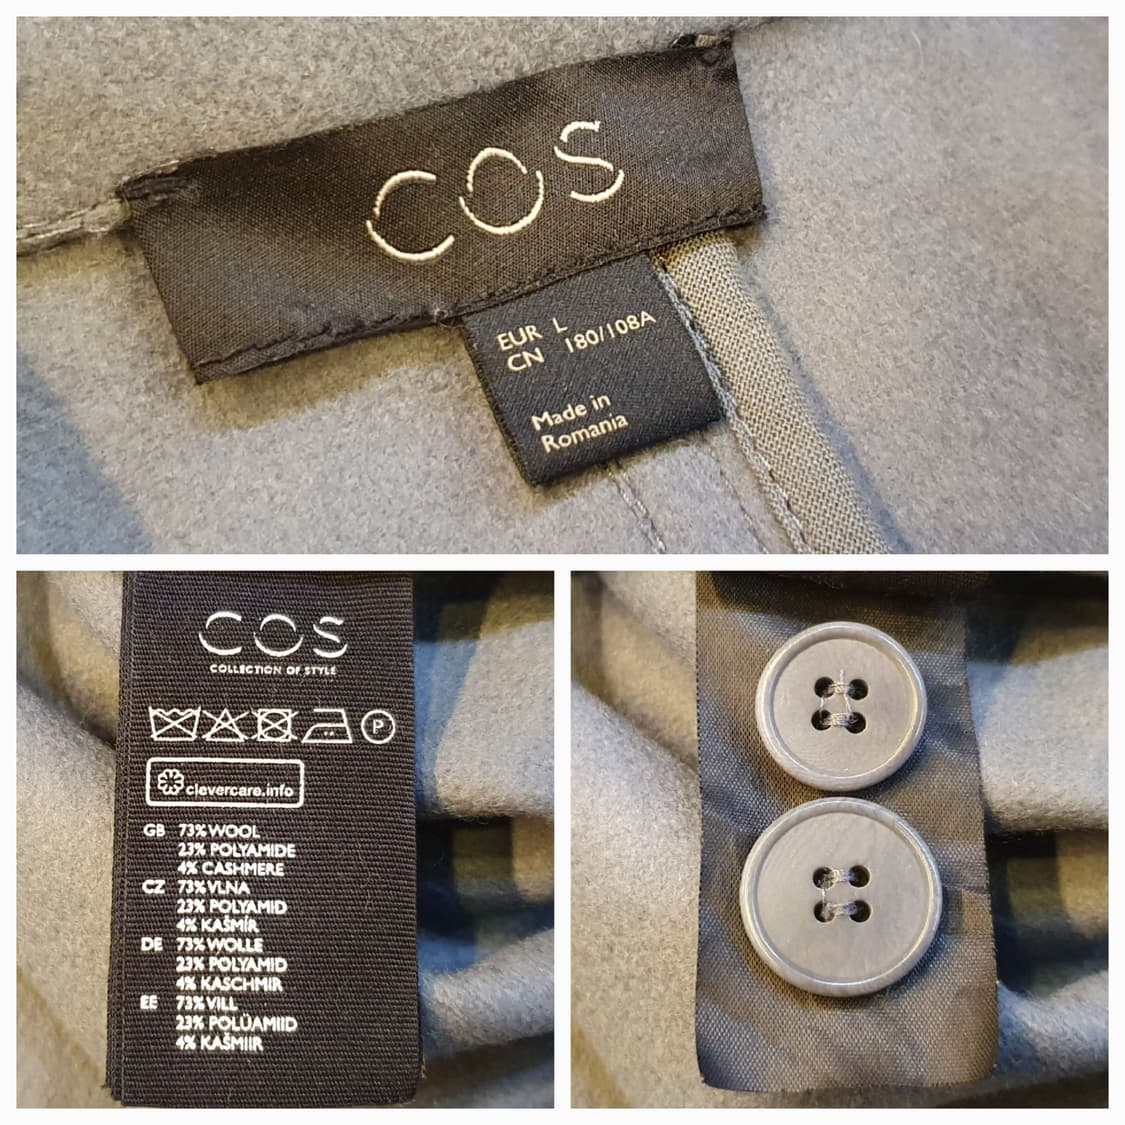 COS
EUR L
CN 180/108A
Made in
Romania
COS
COLLECTION OF STYLE
P
clevercare.info
GB 73% WOOL
23% POLYAMIDE
4% CASHMERE
CZ 73% VLNA
23% POLYAMID
4% KAŠMÍR
DE 73% WOLLE
23% POLYAMID
4% KASCHMIR
EE 73% VILL
23% POLÜAMIID
4% KAŠMIIR